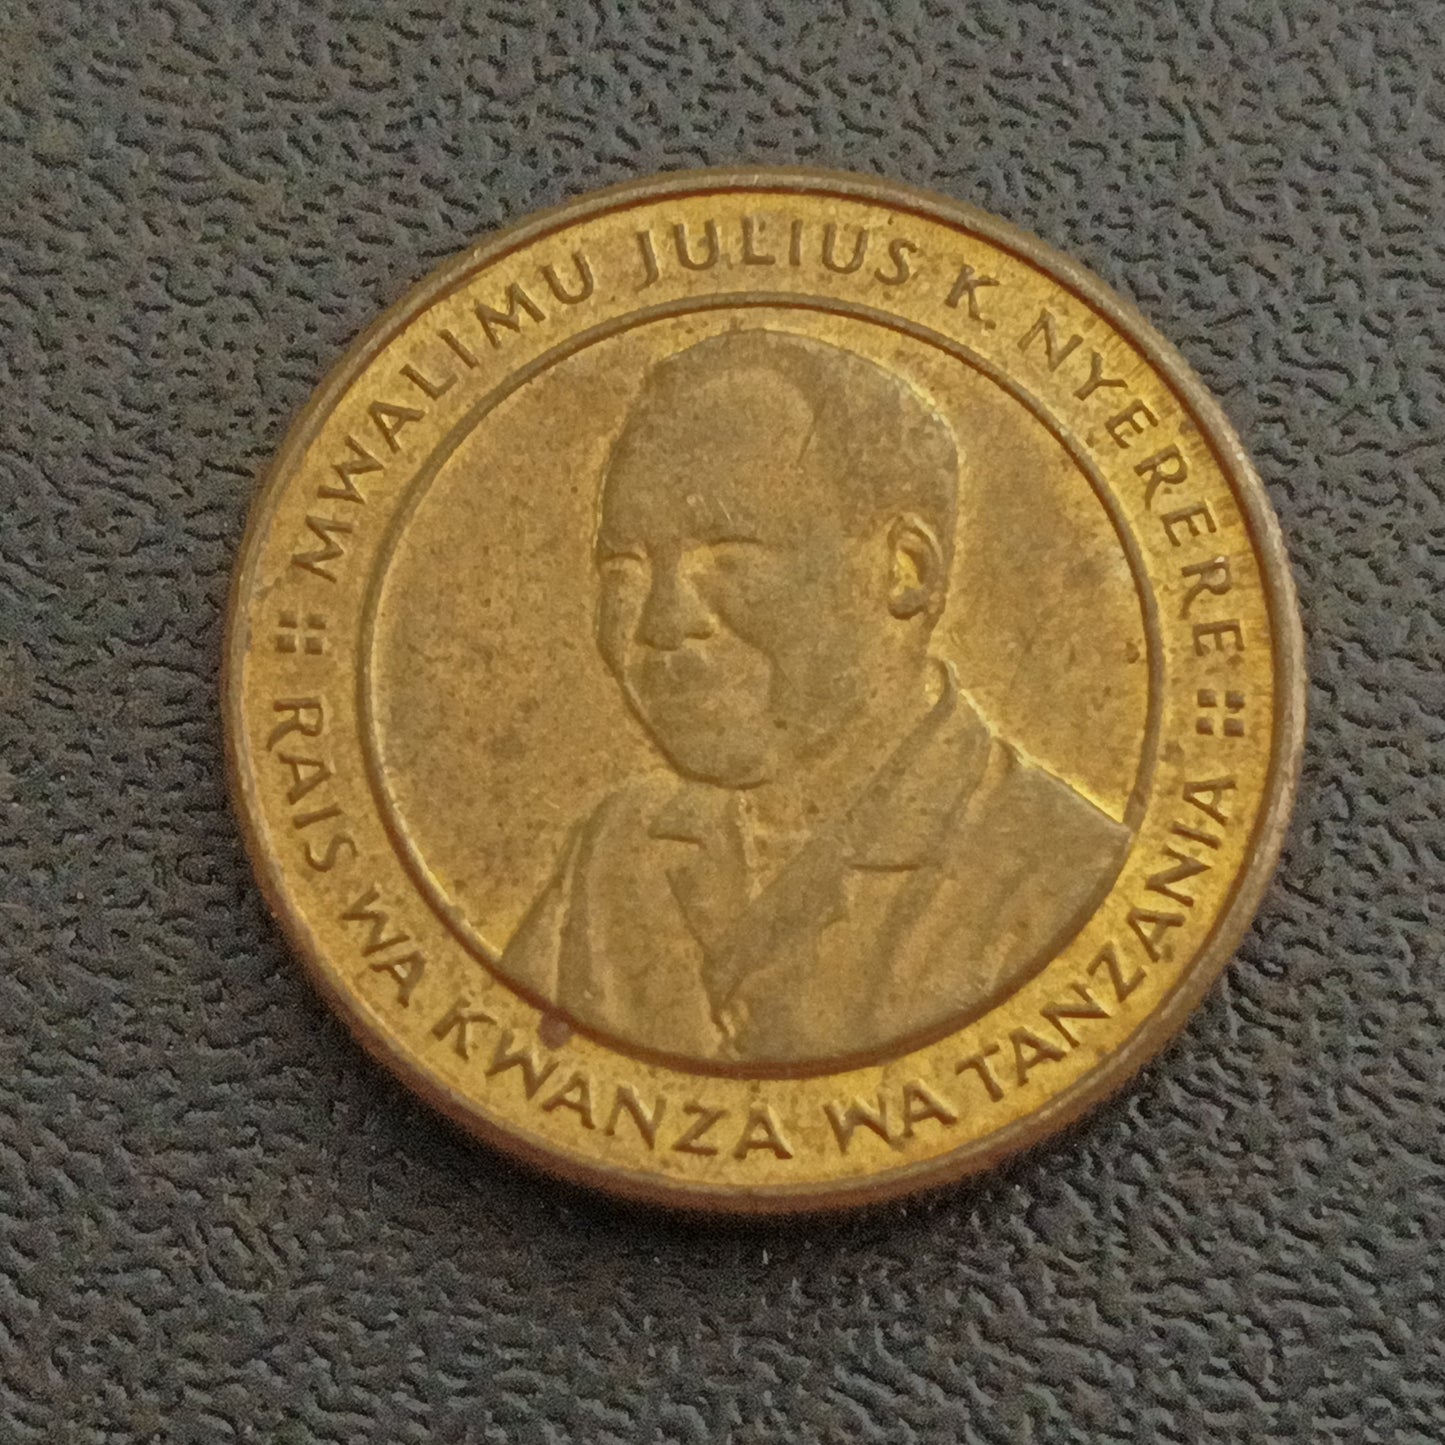 MWALIMU JULIUS K. NYERERE
RAIS WA KWANZA WA TANZANIA